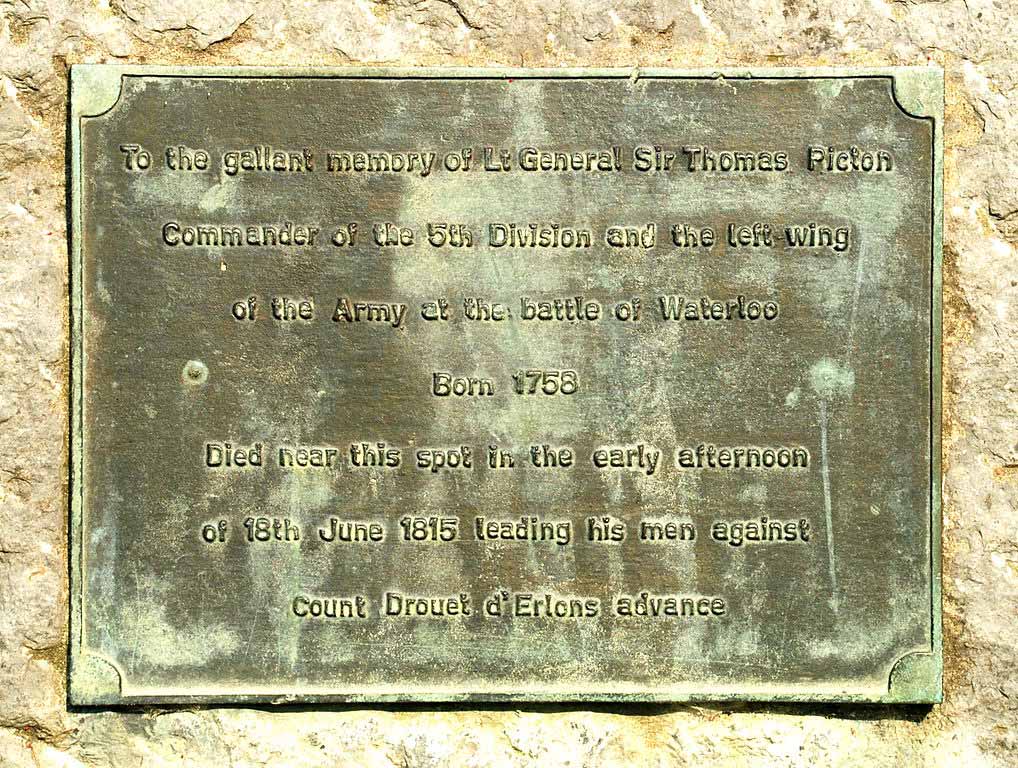 To the gallant memory of Lt General Sir Thomas Picton
Commander of the 5th Division and the left-wing
of the Army at the battle of Waterloo
Born 1758
Died near this spot in the early afternoon
of 18th June 1815 leading his men against
Count Drouet d'Erlons advance